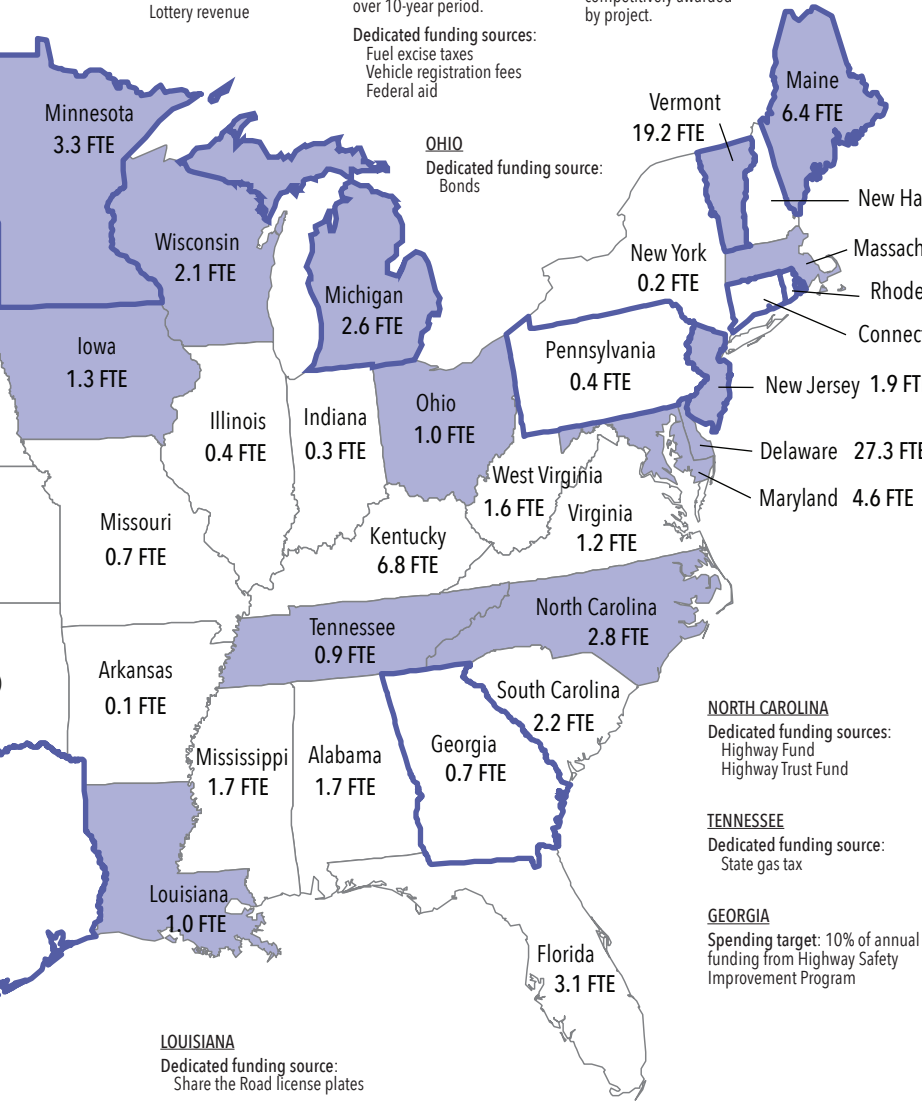 Lottery revenue
over 10-year period.
Dedicated funding sources:
Fuel excise taxes
Vehicle registration fees
Federal aid
competitively awarded
by project.
OHIO
Dedicated funding source:
Bonds
Minnesota
3.3 FTE
Wisconsin
2.1 FTE
Michigan
2.6 FTE
Vermont
19.2 FTE
Maine
6.4 FTE
New Ha
Massach
Rhode
Connec
New York
0.2 FTE
Iowa
1.3 FTE
Illinois
0.4 FTE
Indiana
0.3 FTE
Ohio
1.0 FTE
Pennsylvania
0.4 FTE
New Jersey 1.9 FT
Delaware 27.3 FTE
Maryland 4.6 FTE
West Virginia
1.6 FTE
Virginia
1.2 FTE
Missouri
0.7 FTE
Kentucky
6.8 FTE
Tennessee
0.9 FTE
North Carolina
2.8 FTE
Arkansas
0.1 FTE
South Carolina
2.2 FTE
Mississippi
1.7 FTE
Alabama
1.7 FTE
Georgia
0.7 FTE
Louisiana
1.0 FTE
Florida
3.1 FTE
NORTH CAROLINA
Dedicated funding sources:
Highway Fund
Highway Trust Fund
TENNESSEE
Dedicated funding source:
State gas tax
GEORGIA
Spending target: 10% of annual
funding from Highway Safety
Improvement Program
LOUISIANA
Dedicated funding source:
Share the Road license plates